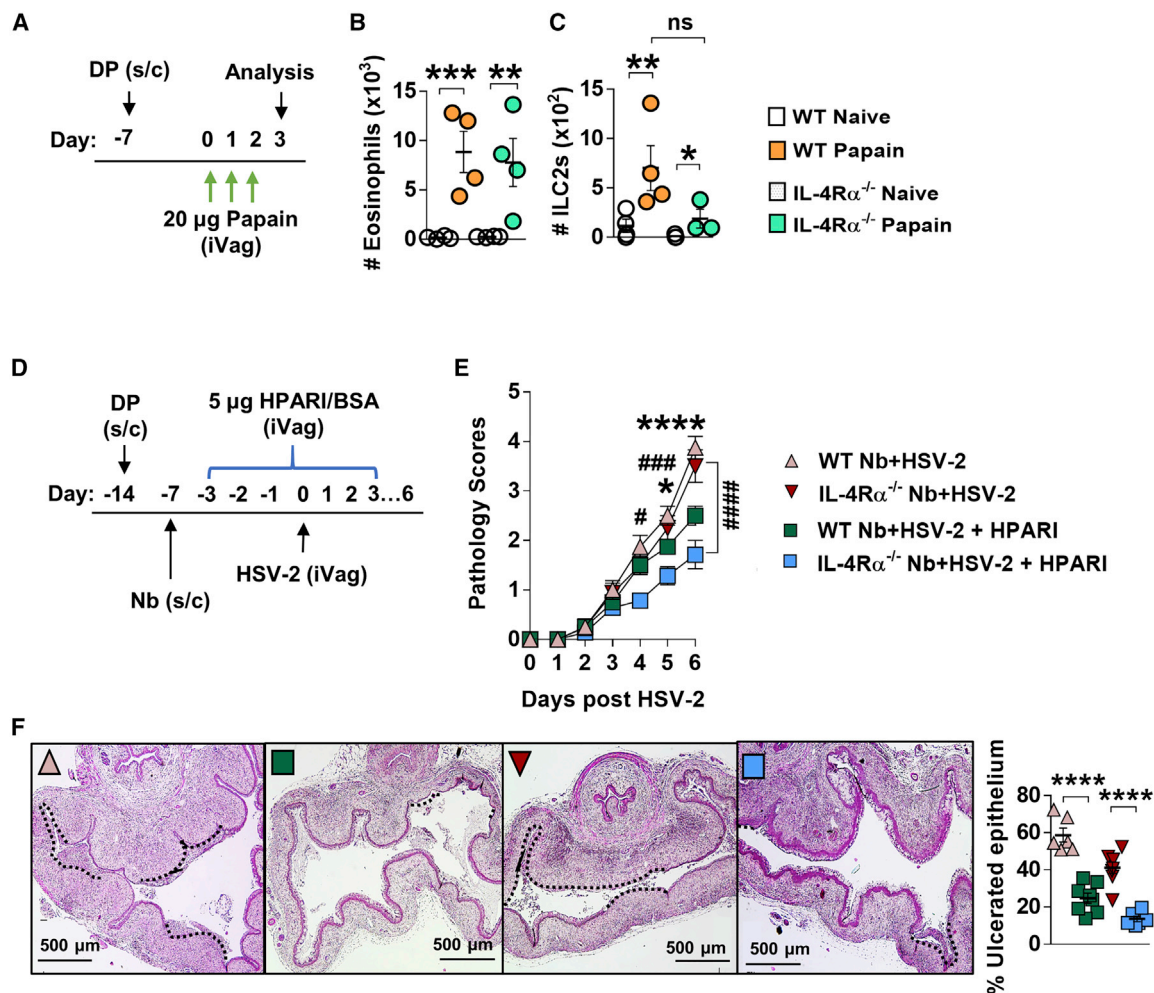 A
DP (s/c)
Analysis
Day: -7 0 1 2 3
20 µg Papain
(iVag)
B
# Eosinophils (x10³)
15
10
5
0
***
**
C
# ILC2s (x10²)
15
10
5
0
ns
**
*
WT Naive
WT Papain
IL-4Rα-/- Naive
IL-4Rα-/- Papain
D
DP
(s/c)
5 µg HPARI/BSA
(iVag)
Day: -14 -7 -3 -2 -1 0 1 2 3...6
HSV-2 (iVag)
Nb (s/c)
E
Pathology Scores
5
4
3
2
1
0
0 1 2 3 4 5 6
Days post HSV-2
****
###
*
#
####
WT Nb+HSV-2
IL-4Rα-/- Nb+HSV-2
WT Nb+HSV-2 + HPARI
IL-4Rα-/- Nb+HSV-2 + HPARI
F
500 µm
500 µm
500 µm
500 µm
% Ulcerated epithelium
80
60
40
20
0
****
****